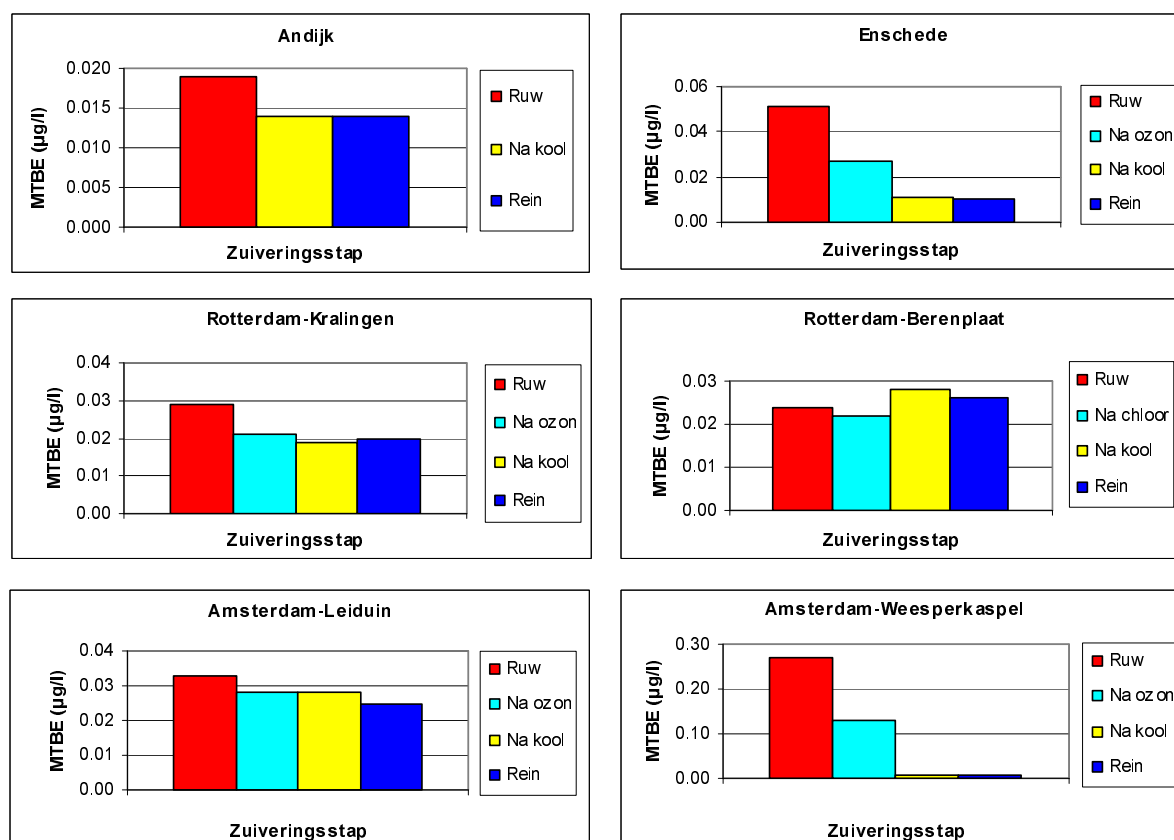 Andijk
MTBE (µg/l)
0.020
0.015
0.010
0.005
0.000
Zuiveringsstap
Ruw
Na kool
Rein
Enschede
MTBE (µg/l)
0.06
0.04
0.02
0.00
Zuiveringsstap
Ruw
Na ozon
Na kool
Rein
Rotterdam-Kralingen
MTBE (µg/l)
0.04
0.03
0.02
0.01
0.00
Zuiveringsstap
Ruw
Na ozon
Na kool
Rein
Rotterdam-Berenplaat
MTBE (µg/l)
0.03
0.02
0.01
0.00
Zuiveringsstap
Ruw
Na chloor
Na kool
Rein
Amsterdam-Leiduin
MTBE (µg/l)
0.04
0.03
0.02
0.01
0.00
Zuiveringsstap
Ruw
Na ozon
Na kool
Rein
Amsterdam-Weesperkaspel
MTBE (µg/l)
0.30
0.20
0.10
0.00
Zuiveringsstap
Ruw
Na ozon
Na kool
Rein